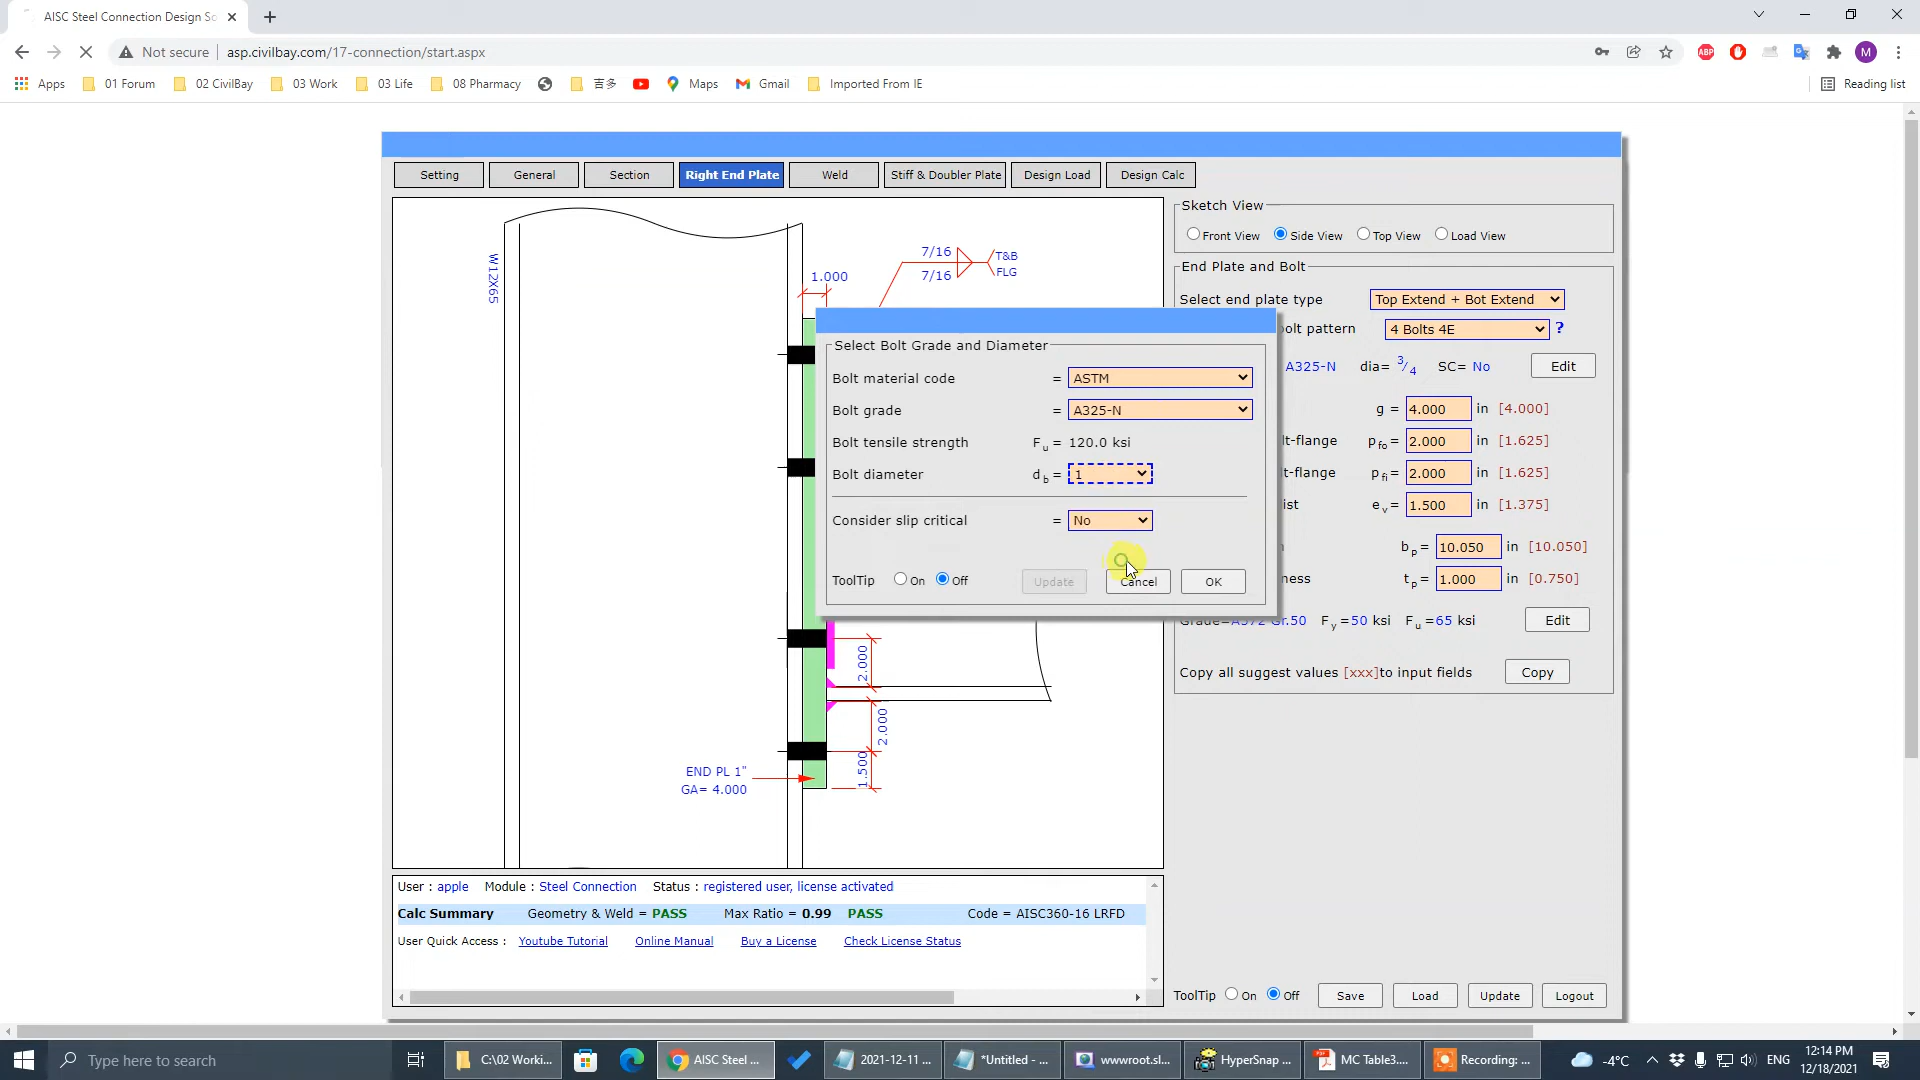 AISC Steel Connection Design So
Not secure
asp.civilbay.com/17-connection/start.aspx
ABP
M
Apps
01 Forum
02 CivilBay
03 Work
03 Life
08 Pharmacy
吉多
Maps
Gmail
Imported From IE
Reading list
Setting
General
Section
Right End Plate
Weld
Stiff & Doubler Plate
Design Load
Design Calc
W12X65
1.000
7/16
7/16
T&B
FLG
2.000
2.000
1.500
END PL 1"
GA= 4.000
Sketch View
Front View
Side View
Top View
Load View
End Plate and Bolt
Select end plate type
Top Extend + Bot Extend
olt pattern
4 Bolts 4E
?
A325-N dia= 3/4 SC= No
Edit
g = 4.000 in [4.000]
lt-flange pfo= 2.000 in [1.625]
lt-flange pfi= 2.000 in [1.625]
ist ev= 1.500 in [1.375]
bp= 10.050 in [10.050]
ness tp= 1.000 in [0.750]
Grade=A572 Gr.50 Fy=50 ksi Fu=65 ksi
Edit
Copy all suggest values [xxx]to input fields
Copy
Select Bolt Grade and Diameter
Bolt material code = ASTM
Bolt grade = A325-N
Bolt tensile strength Fu= 120.0 ksi
Bolt diameter db= 1
Consider slip critical = No
ToolTip On Off
Update
Cancel
OK
User : apple Module : Steel Connection Status : registered user, license activated
Calc Summary Geometry & Weld = PASS Max Ratio = 0.99 PASS Code = AISC360-16 LRFD
User Quick Access : Youtube Tutorial Online Manual Buy a License Check License Status
ToolTip On Off
Save
Load
Update
Logout
Type here to search
C:\02 Worki...
AISC Steel ...
2021-12-11 ...
*Untitled - ...
wwwroot.sl...
HyperSnap ...
MC Table3....
Recording: ...
-4°C
ENG
12:14 PM
12/18/2021